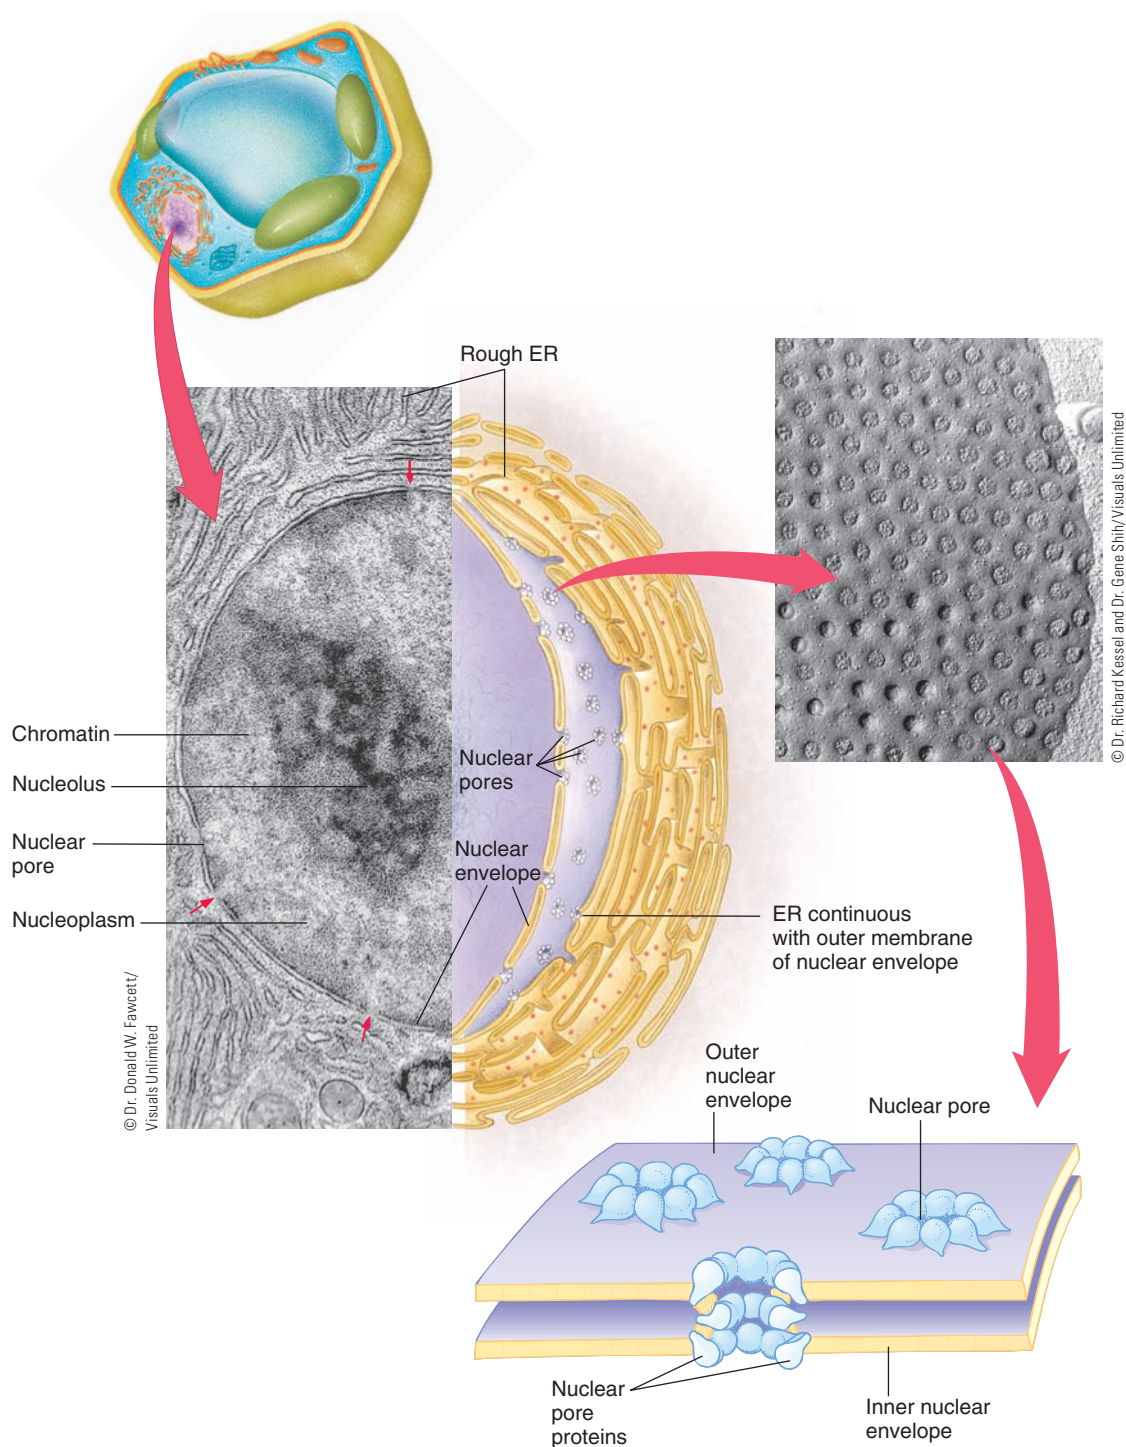 Rough ER
Chromatin
Nucleolus
Nuclear
pore
Nucleoplasm
Nuclear
pores
Nuclear
envelope
ER continuous
with outer membrane
of nuclear envelope
© Dr. Donald W. Fawcett/
Visuals Unlimited
© Dr. Richard Kessel and Dr. Gene Shih/Visuals Unlimited
Outer
nuclear
envelope
Nuclear pore
Nuclear
pore
proteins
Inner nuclear
envelope